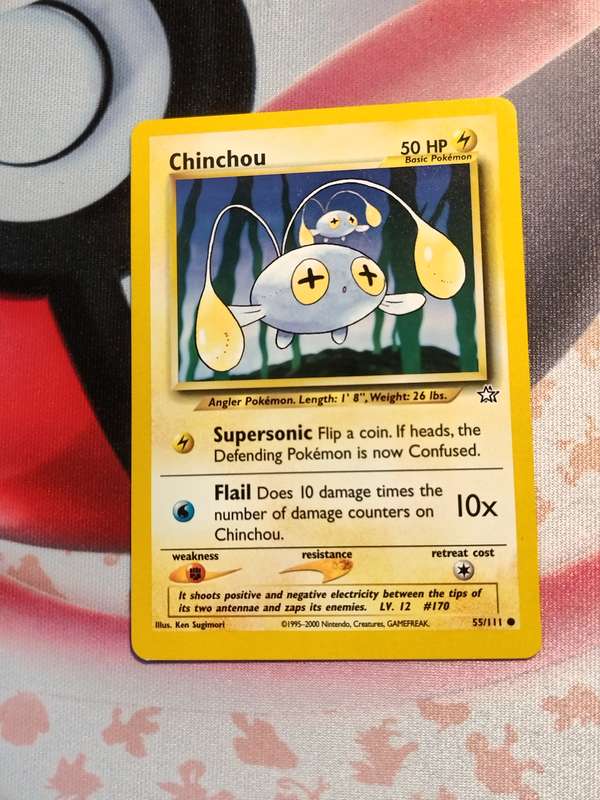 Chinchou
50 HP
Basic Pokémon
Angler Pokémon. Length: 1' 8", Weight: 26 lbs.
Supersonic Flip a coin. If heads, the
Defending Pokémon is now Confused.
Flail Does 10 damage times the
number of damage counters on
Chinchou.
10x
weakness resistance retreat cost
It shoots positive and negative electricity between the tips of
its two antennae and zaps its enemies. LV. 12 #170
Illus. Ken Sugimori ©1995-2000 Nintendo, Creatures, GAMEFREAK. 55/111